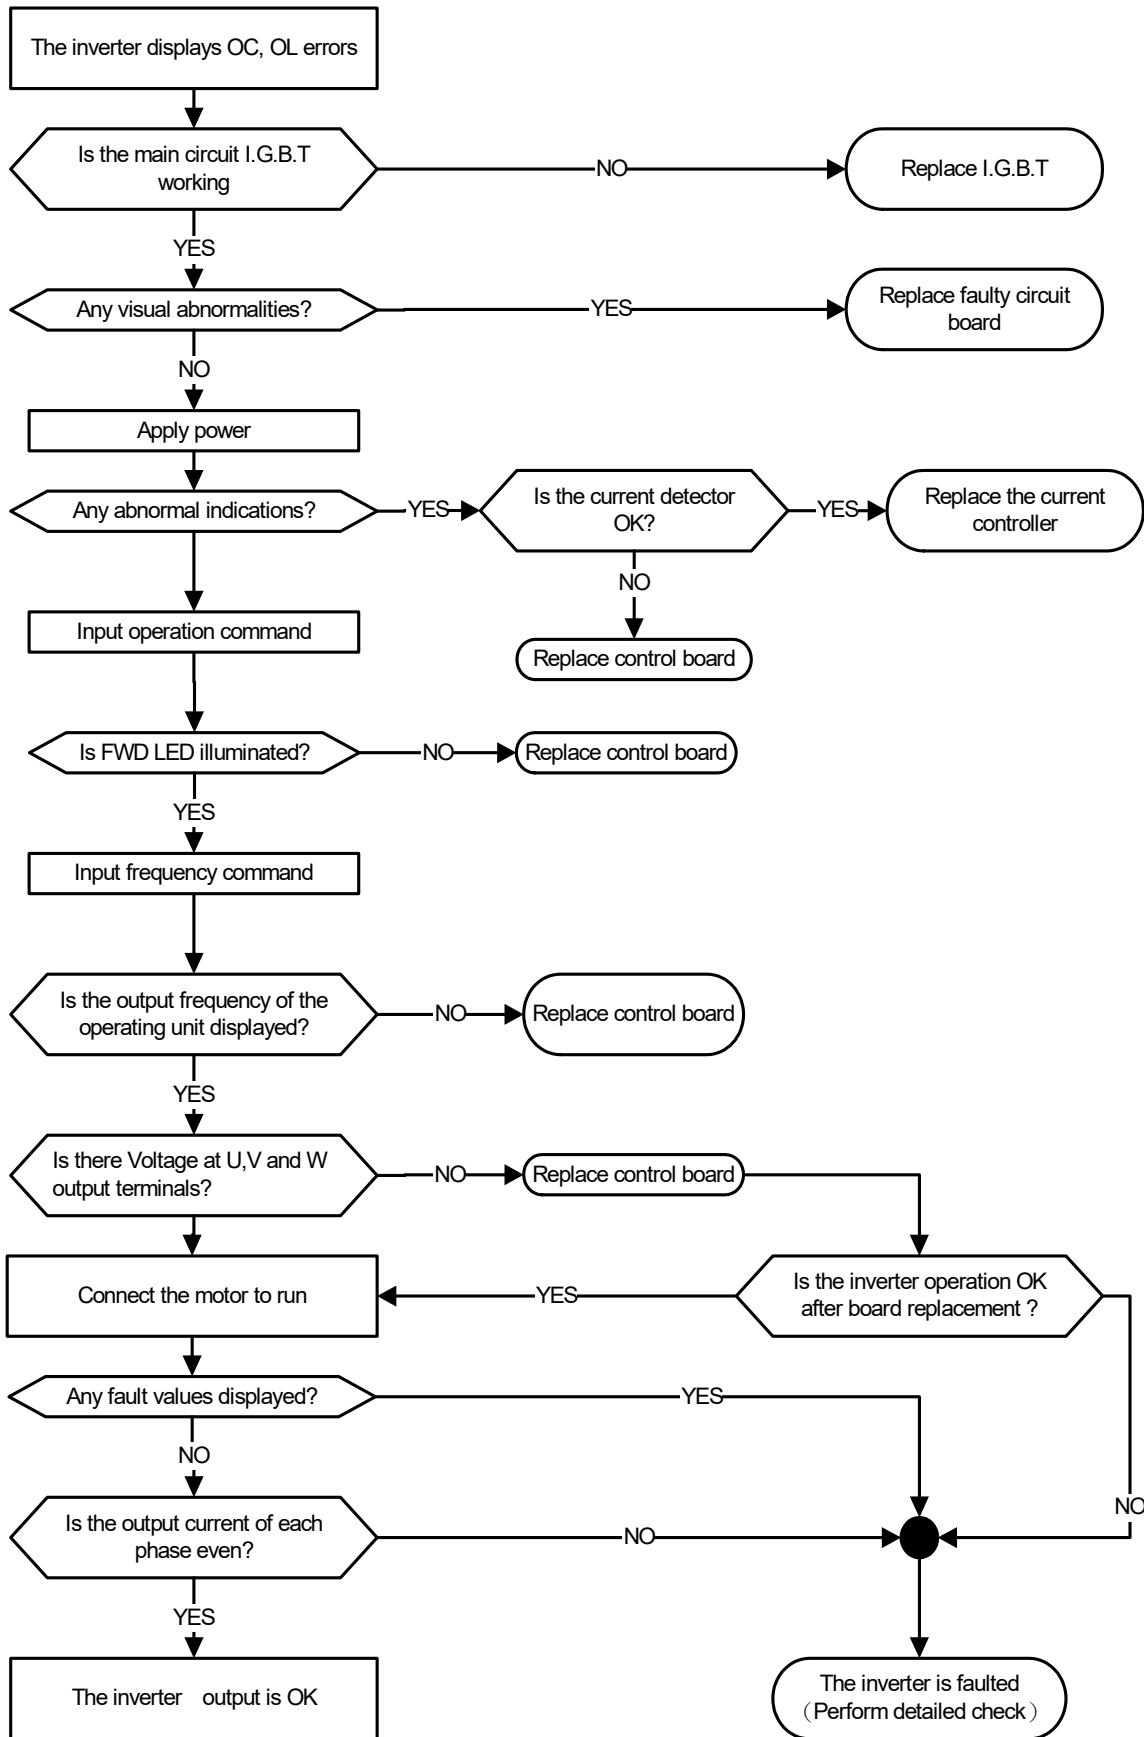 The inverter displays OC, OL errors
Is the main circuit I.G.B.T
working
NO
Replace I.G.B.T
YES
Any visual abnormalities?
YES
Replace faulty circuit
board
NO
Apply power
Any abnormal indications?
YES
Is the current detector
OK?
YES
Replace the current
controller
NO
Replace control board
Input operation command
Is FWD LED illuminated?
NO
Replace control board
YES
Input frequency command
Is the output frequency of the
operating unit displayed?
NO
Replace control board
YES
Is there Voltage at U,V and W
output terminals?
NO
Replace control board
Connect the motor to run
YES
Is the inverter operation OK
after board replacement ?
Any fault values displayed?
YES
NO
NO
Is the output current of each
phase even?
NO
YES
The inverter output is OK
The inverter is faulted
（Perform detailed check）